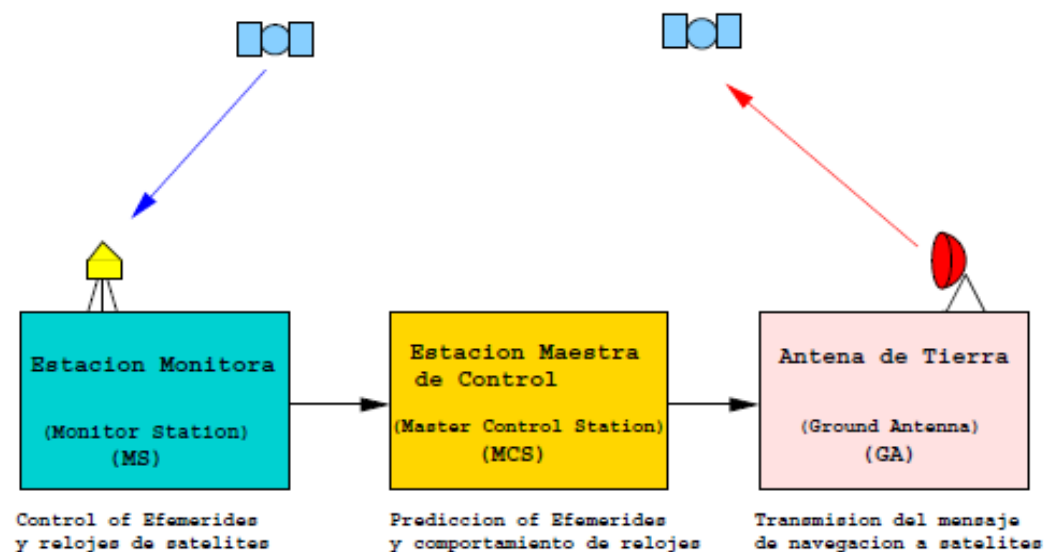 Estacion Monitora
(Monitor Station)
(MS)
Control of Efemerides
y relojes de satelites
Estacion Maestra
de Control
(Master Control Station)
(MCS)
Prediccion of Efemerides
y comportamiento de relojes
Antena de Tierra
(Ground Antenna)
(GA)
Transmision del mensaje
de navegacion a satelites